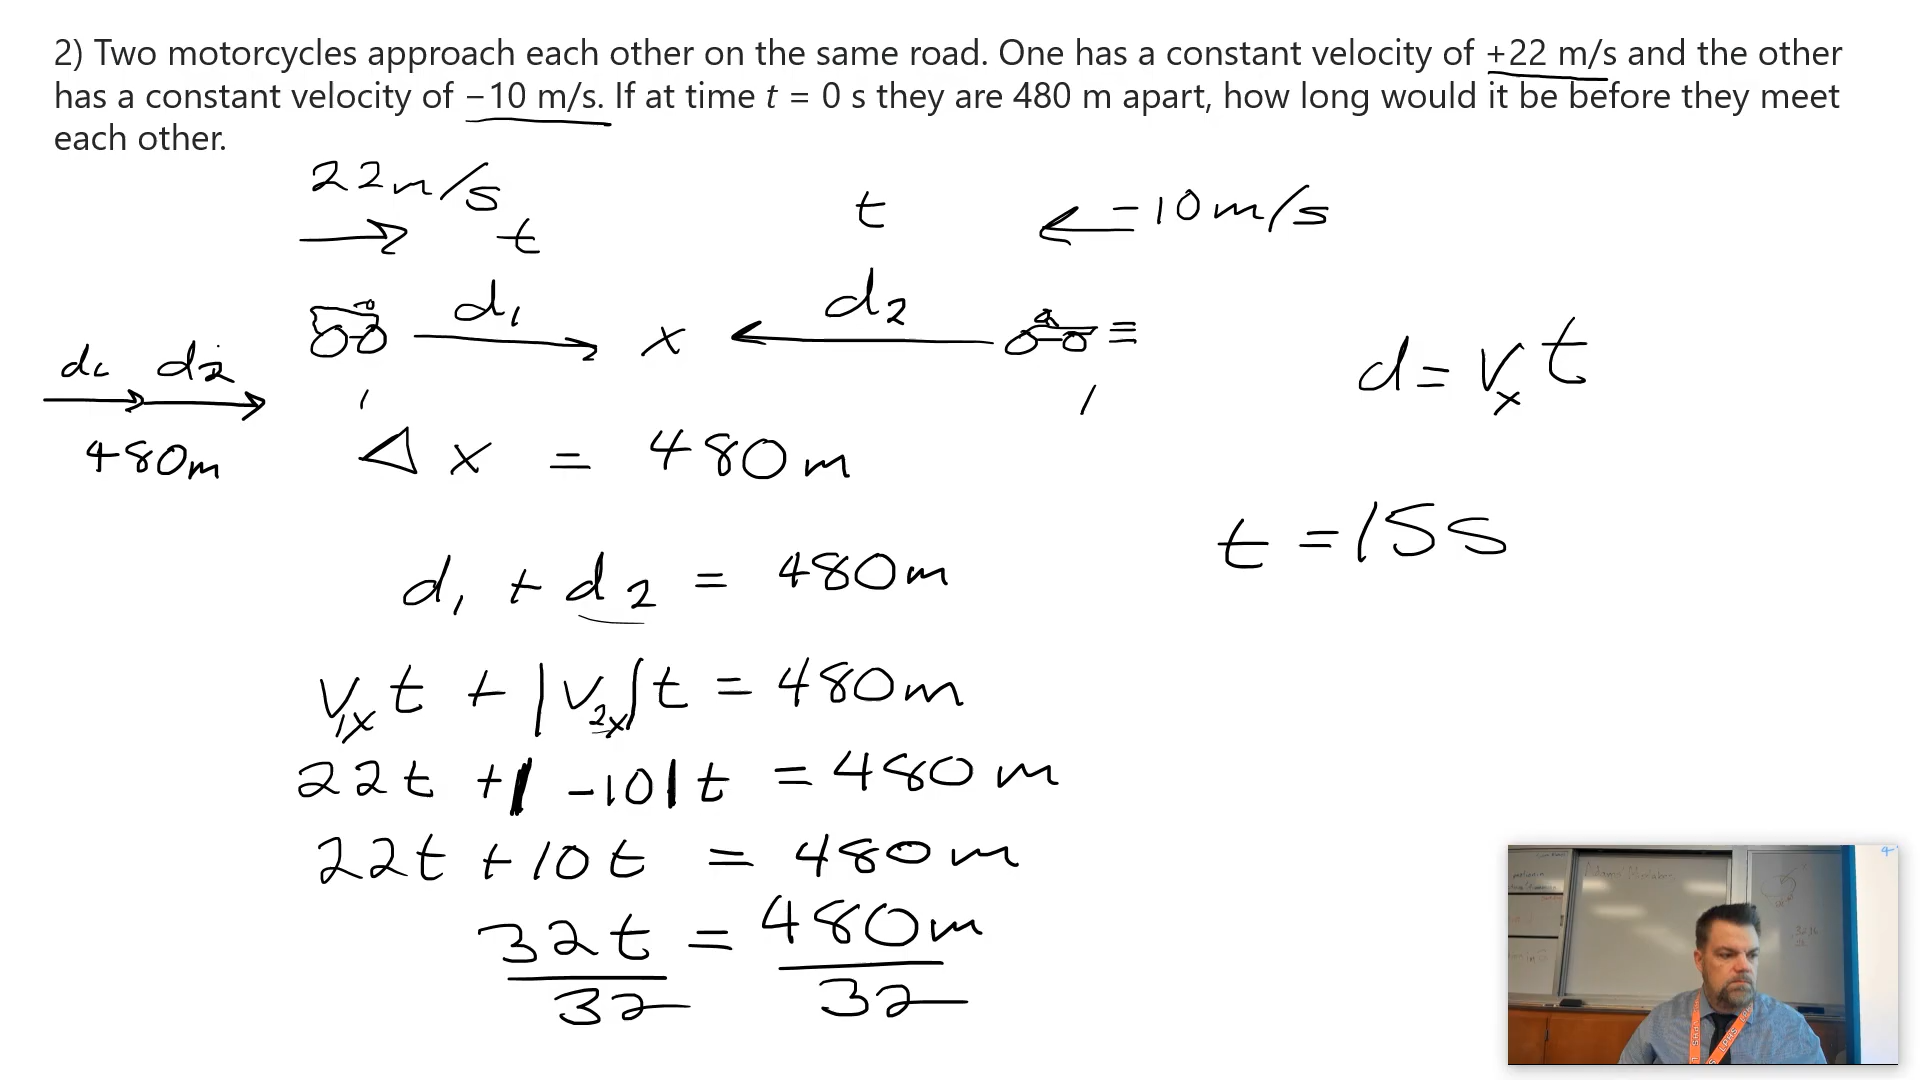 2) Two motorcycles approach each other on the same road. One has a constant velocity of +22 m/s and the other
has a constant velocity of −10 m/s. If at time t = 0 s they are 480 m apart, how long would it be before they meet
each other.
22m/s
t
t
-10m/s
d₁
x
d₂
d = vₓt
d₂
480m
Δx = 480m
t = 15s
d₁ + d₂ = 480m
v₁ₓt + |v₂ₓ|t = 480m
22t + |-10|t = 480m
22t + 10t = 480m
32t = 480m
32 32
LPHS